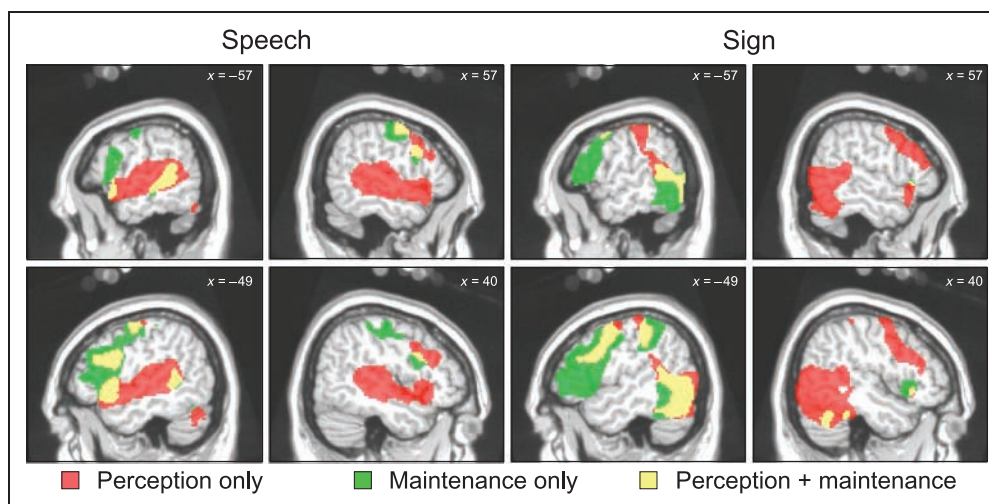 Speech
Sign
x = –57
x = 57
x = –57
x = 57
x = –49
x = 40
x = –49
x = 40
Perception only
Maintenance only
Perception + maintenance